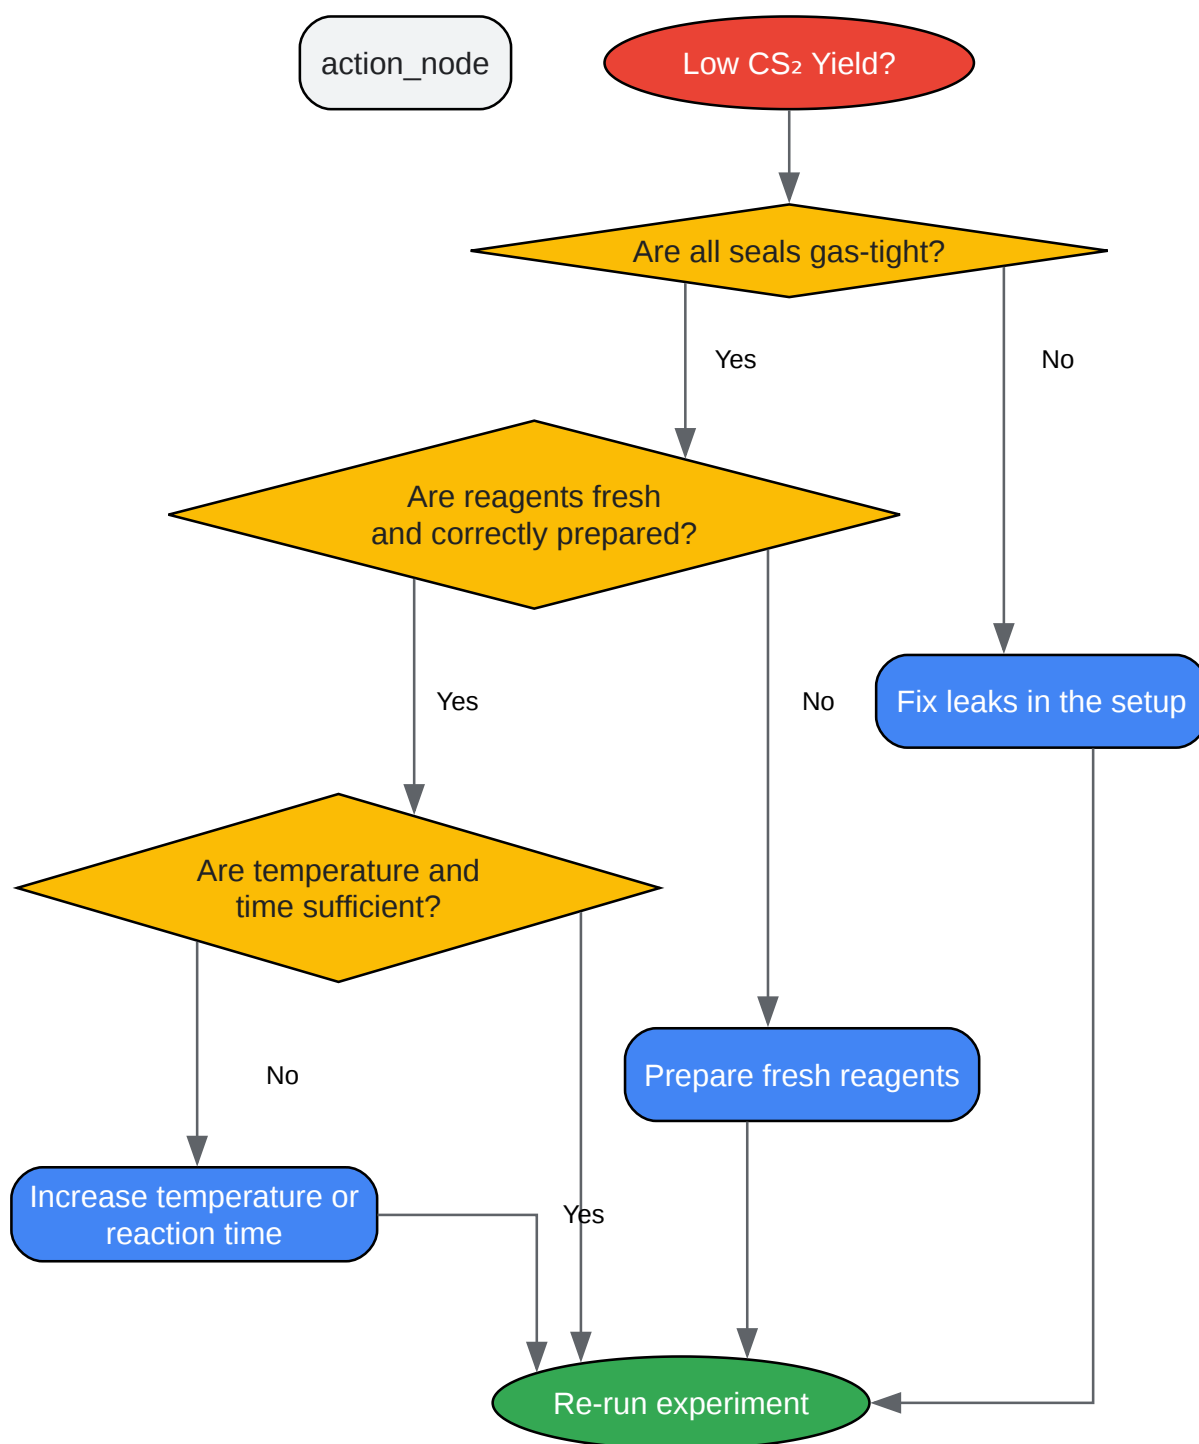 action_node
Low CS₂ Yield?
Are all seals gas-tight?
Yes
No
Are reagents fresh
and correctly prepared?
Yes
No
Fix leaks in the setup
Are temperature and
time sufficient?
No
Prepare fresh reagents
Increase temperature or
reaction time
Yes
Re-run experiment